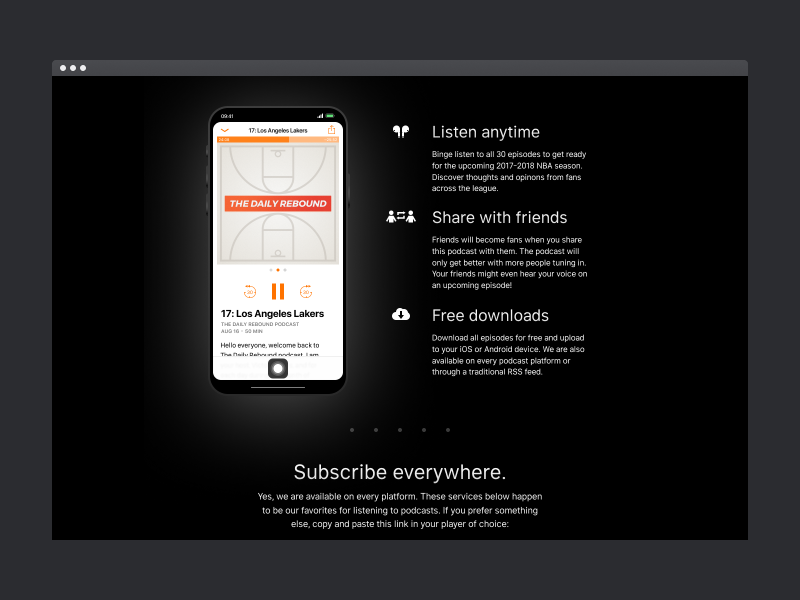 09:41
17: Los Angeles Lakers
THE DAILY REBOUND
30
30
17: Los Angeles Lakers
THE DAILY REBOUND PODCAST
AUG 16 · 50 MIN
Hello everyone, welcome back to
The Daily Rebound podcast. I am
Listen anytime
Binge listen to all 30 episodes to get ready
for the upcoming 2017-2018 NBA season.
Discover thoughts and opinons from fans
across the league.
Share with friends
Friends will become fans when you share
this podcast with them. The podcast will
only get better with more people tuning in.
Your friends might even hear your voice on
an upcoming episode!
Free downloads
Download all episodes for free and upload
to your iOS or Android device. We are also
available on every podcast platform or
through a traditional RSS feed.
Subscribe everywhere.
Yes, we are available on every platform. These services below happen
to be our favorites for listening to podcasts. If you prefer something
else, copy and paste this link in your player of choice: